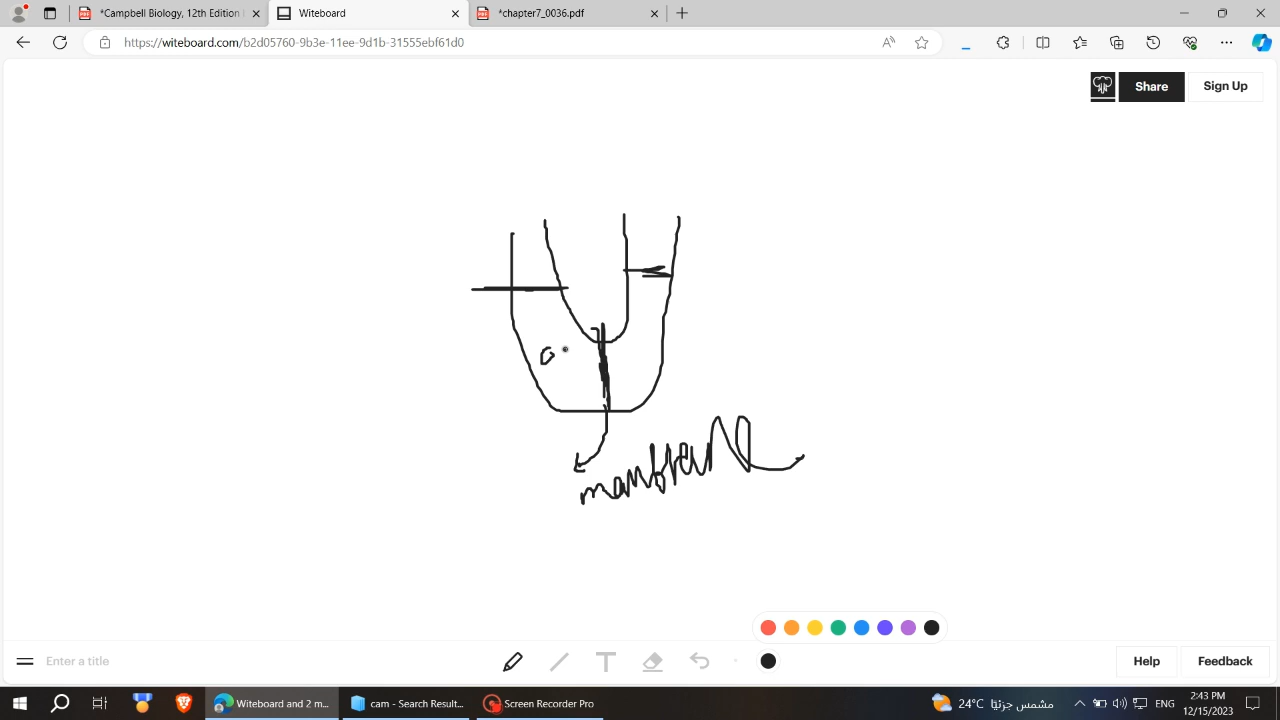 *Campbell Biology, 12th Edition
Witeboard
*chapter7_0036.pdf
https://witeboard.com/b2d05760-9b3e-11ee-9d1b-31555ebf61d0
Share
Sign Up
Enter a title
Help
Feedback
Witeboard and 2 m...
cam - Search Result...
Screen Recorder Pro
24°C مشمس جزئيًا
ENG
2:43 PM
12/15/2023